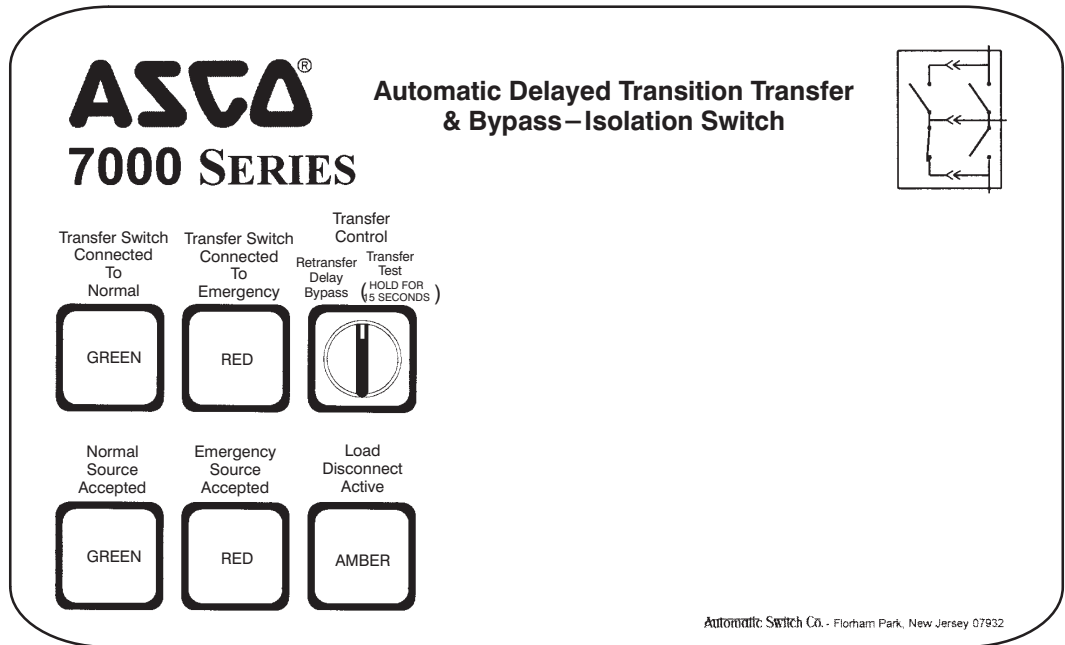 ASCO®
7000 SERIES
Automatic Delayed Transition Transfer
& Bypass–Isolation Switch
Transfer Switch
Connected
To
Normal
GREEN
Transfer Switch
Connected
To
Emergency
RED
Transfer
Control
Retransfer
Delay
Bypass
Transfer
Test
(HOLD FOR
15 SECONDS)
Normal
Source
Accepted
GREEN
Emergency
Source
Accepted
RED
Load
Disconnect
Active
AMBER
Automatic Switch Co. - Florham Park, New Jersey 07932